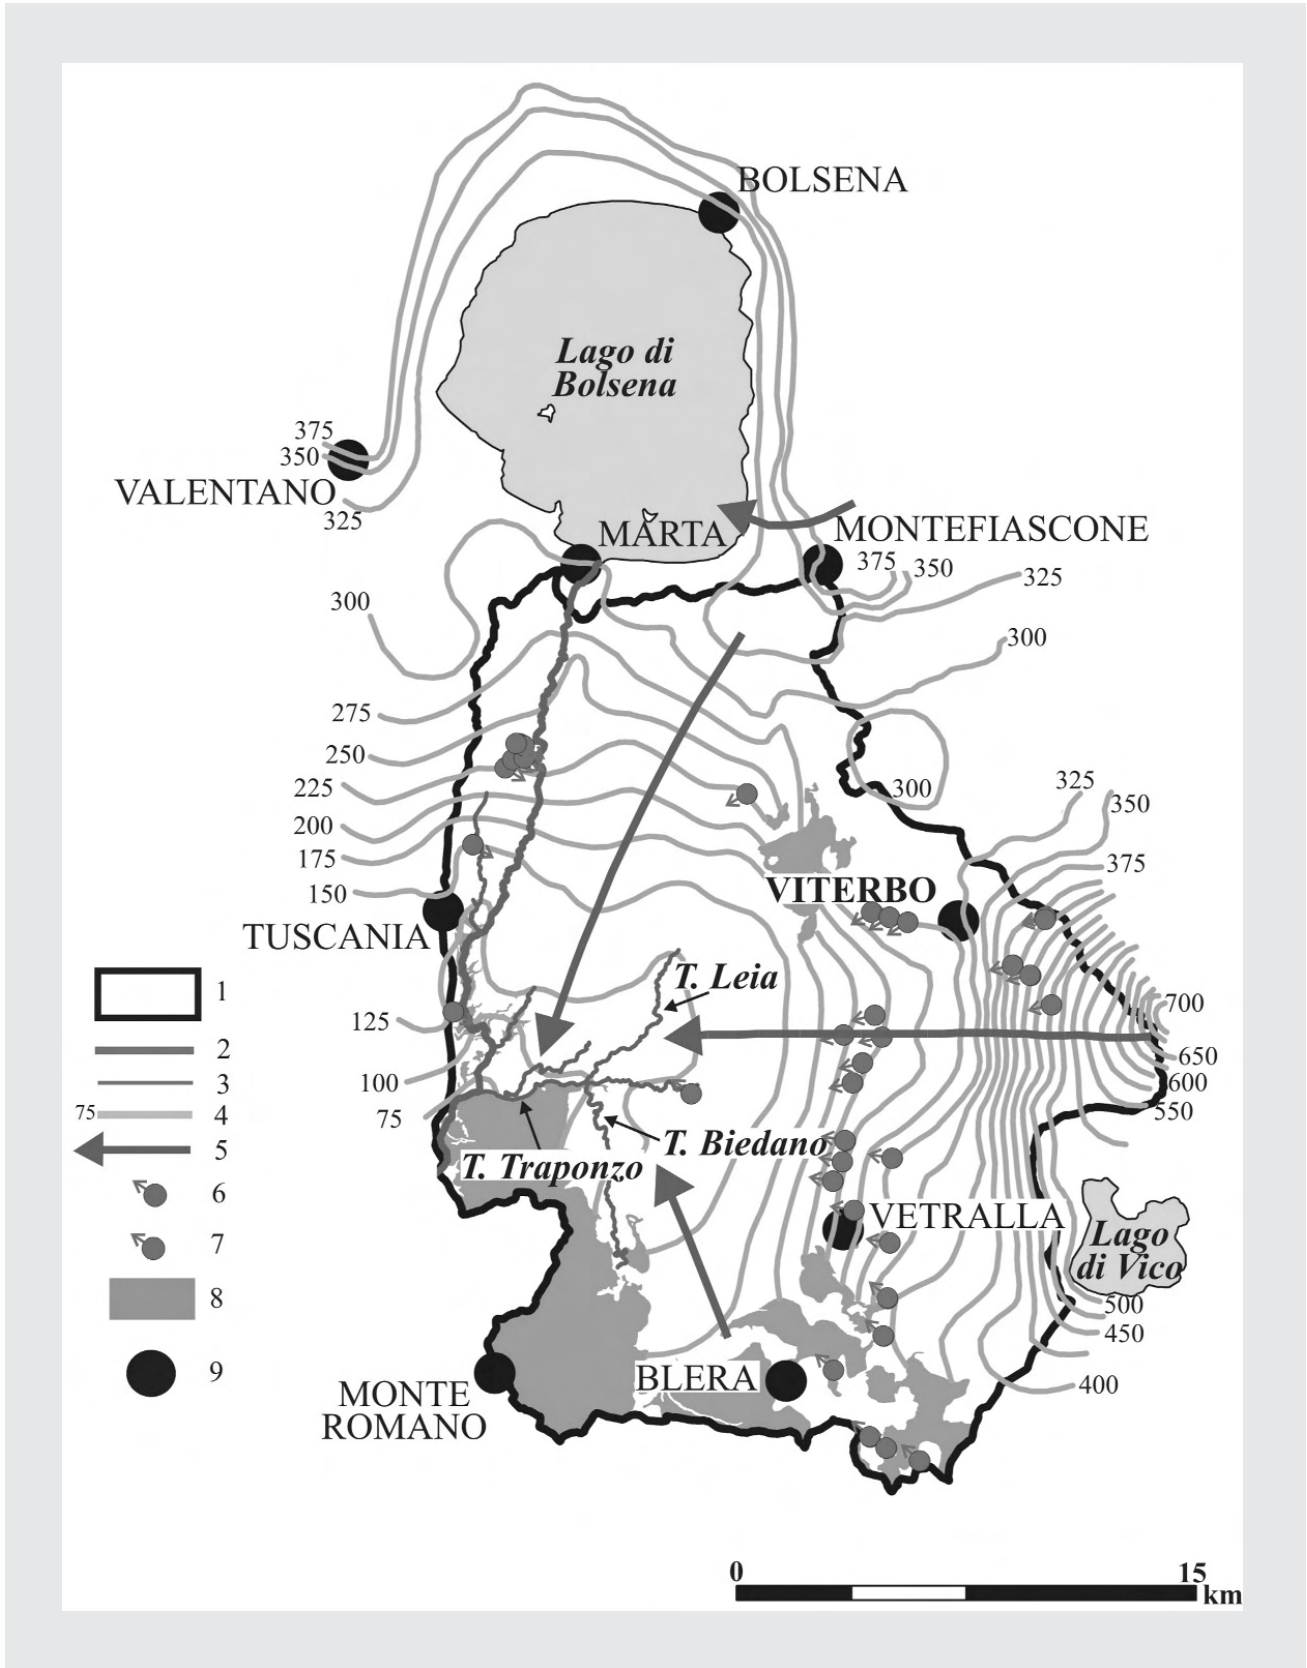 BOLSENA
Lago di
Bolsena
375
350
VALENTANO
325
MARTA
MONTEFIASCONE
375
350
325
300
300
275
250
225
200
175
150
300
325
350
375
VITERBO
TUSCANIA
T. Leia
1
125
2
3
100
75
4
75
5
700
650
600
550
T. Biedano
T. Traponzo
6
7
8
9
VETRALLA
Lago
di Vico
500
450
400
BLERA
MONTE
ROMANO
0
15
km